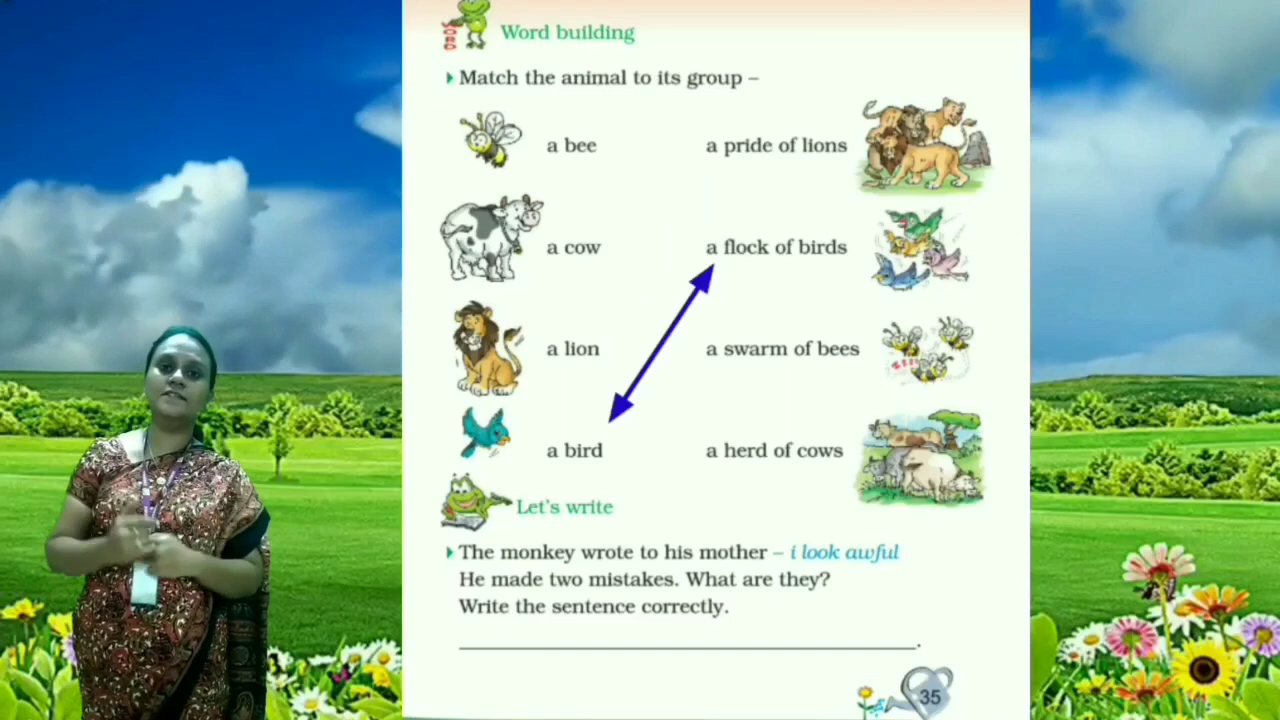 WORD
Word building
Match the animal to its group –
a bee
a pride of lions
a cow
a flock of birds
a lion
a swarm of bees
a bird
a herd of cows
Let's write
The monkey wrote to his mother – i look awful
He made two mistakes. What are they?
Write the sentence correctly.
35